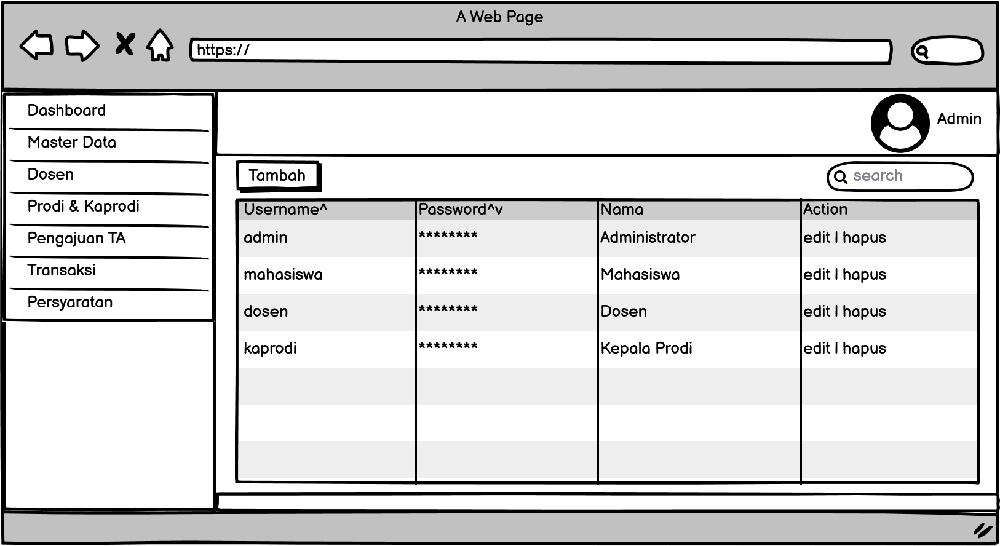 A Web Page
https://
Admin
Dashboard
Master Data
Dosen
Prodi & Kaprodi
Pengajuan TA
Transaksi
Persyaratan
Tambah
search
Username^ Password^v Nama Action
admin ******** Administrator edit | hapus
mahasiswa ******** Mahasiswa edit | hapus
dosen ******** Dosen edit | hapus
kaprodi ******** Kepala Prodi edit | hapus